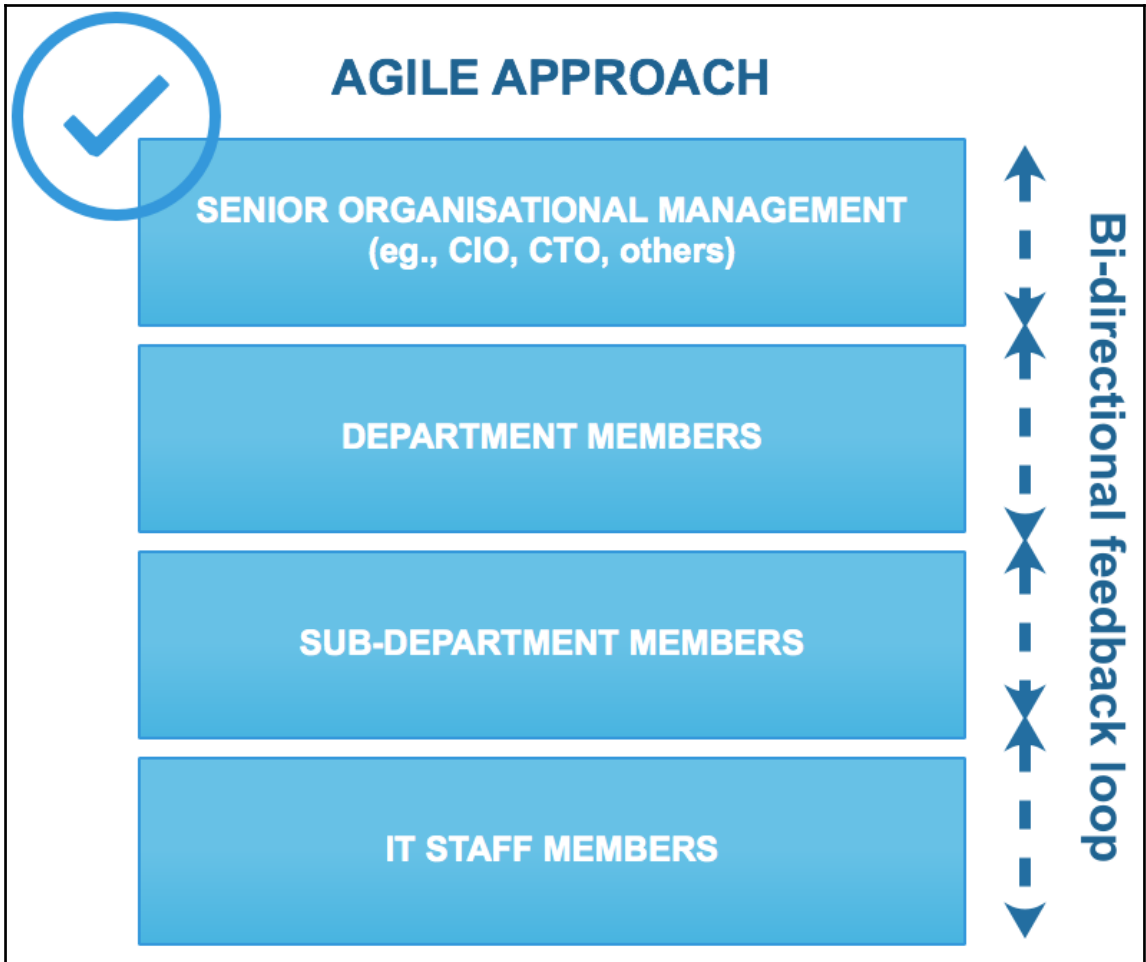 AGILE APPROACH
SENIOR ORGANISATIONAL MANAGEMENT
(eg., CIO, CTO, others)
DEPARTMENT MEMBERS
SUB-DEPARTMENT MEMBERS
IT STAFF MEMBERS
Bi-directional feedback loop